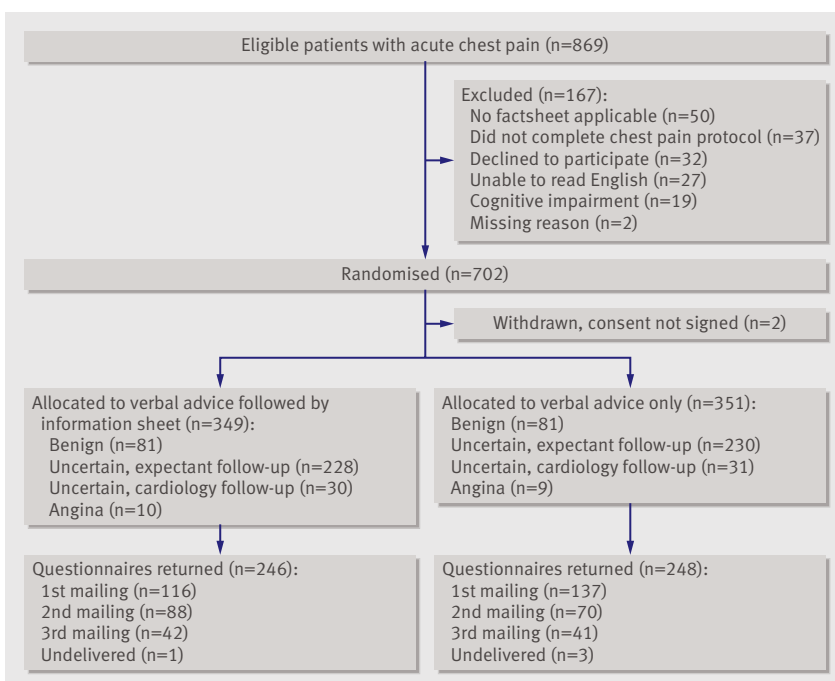 Eligible patients with acute chest pain (n=869)
Excluded (n=167):
No factsheet applicable (n=50)
Did not complete chest pain protocol (n=37)
Declined to participate (n=32)
Unable to read English (n=27)
Cognitive impairment (n=19)
Missing reason (n=2)
Randomised (n=702)
Withdrawn, consent not signed (n=2)
Allocated to verbal advice followed by
information sheet (n=349):
Benign (n=81)
Uncertain, expectant follow-up (n=228)
Uncertain, cardiology follow-up (n=30)
Angina (n=10)
Allocated to verbal advice only (n=351):
Benign (n=81)
Uncertain, expectant follow-up (n=230)
Uncertain, cardiology follow-up (n=31)
Angina (n=9)
Questionnaires returned (n=246):
1st mailing (n=116)
2nd mailing (n=88)
3rd mailing (n=42)
Undelivered (n=1)
Questionnaires returned (n=248):
1st mailing (n=137)
2nd mailing (n=70)
3rd mailing (n=41)
Undelivered (n=3)